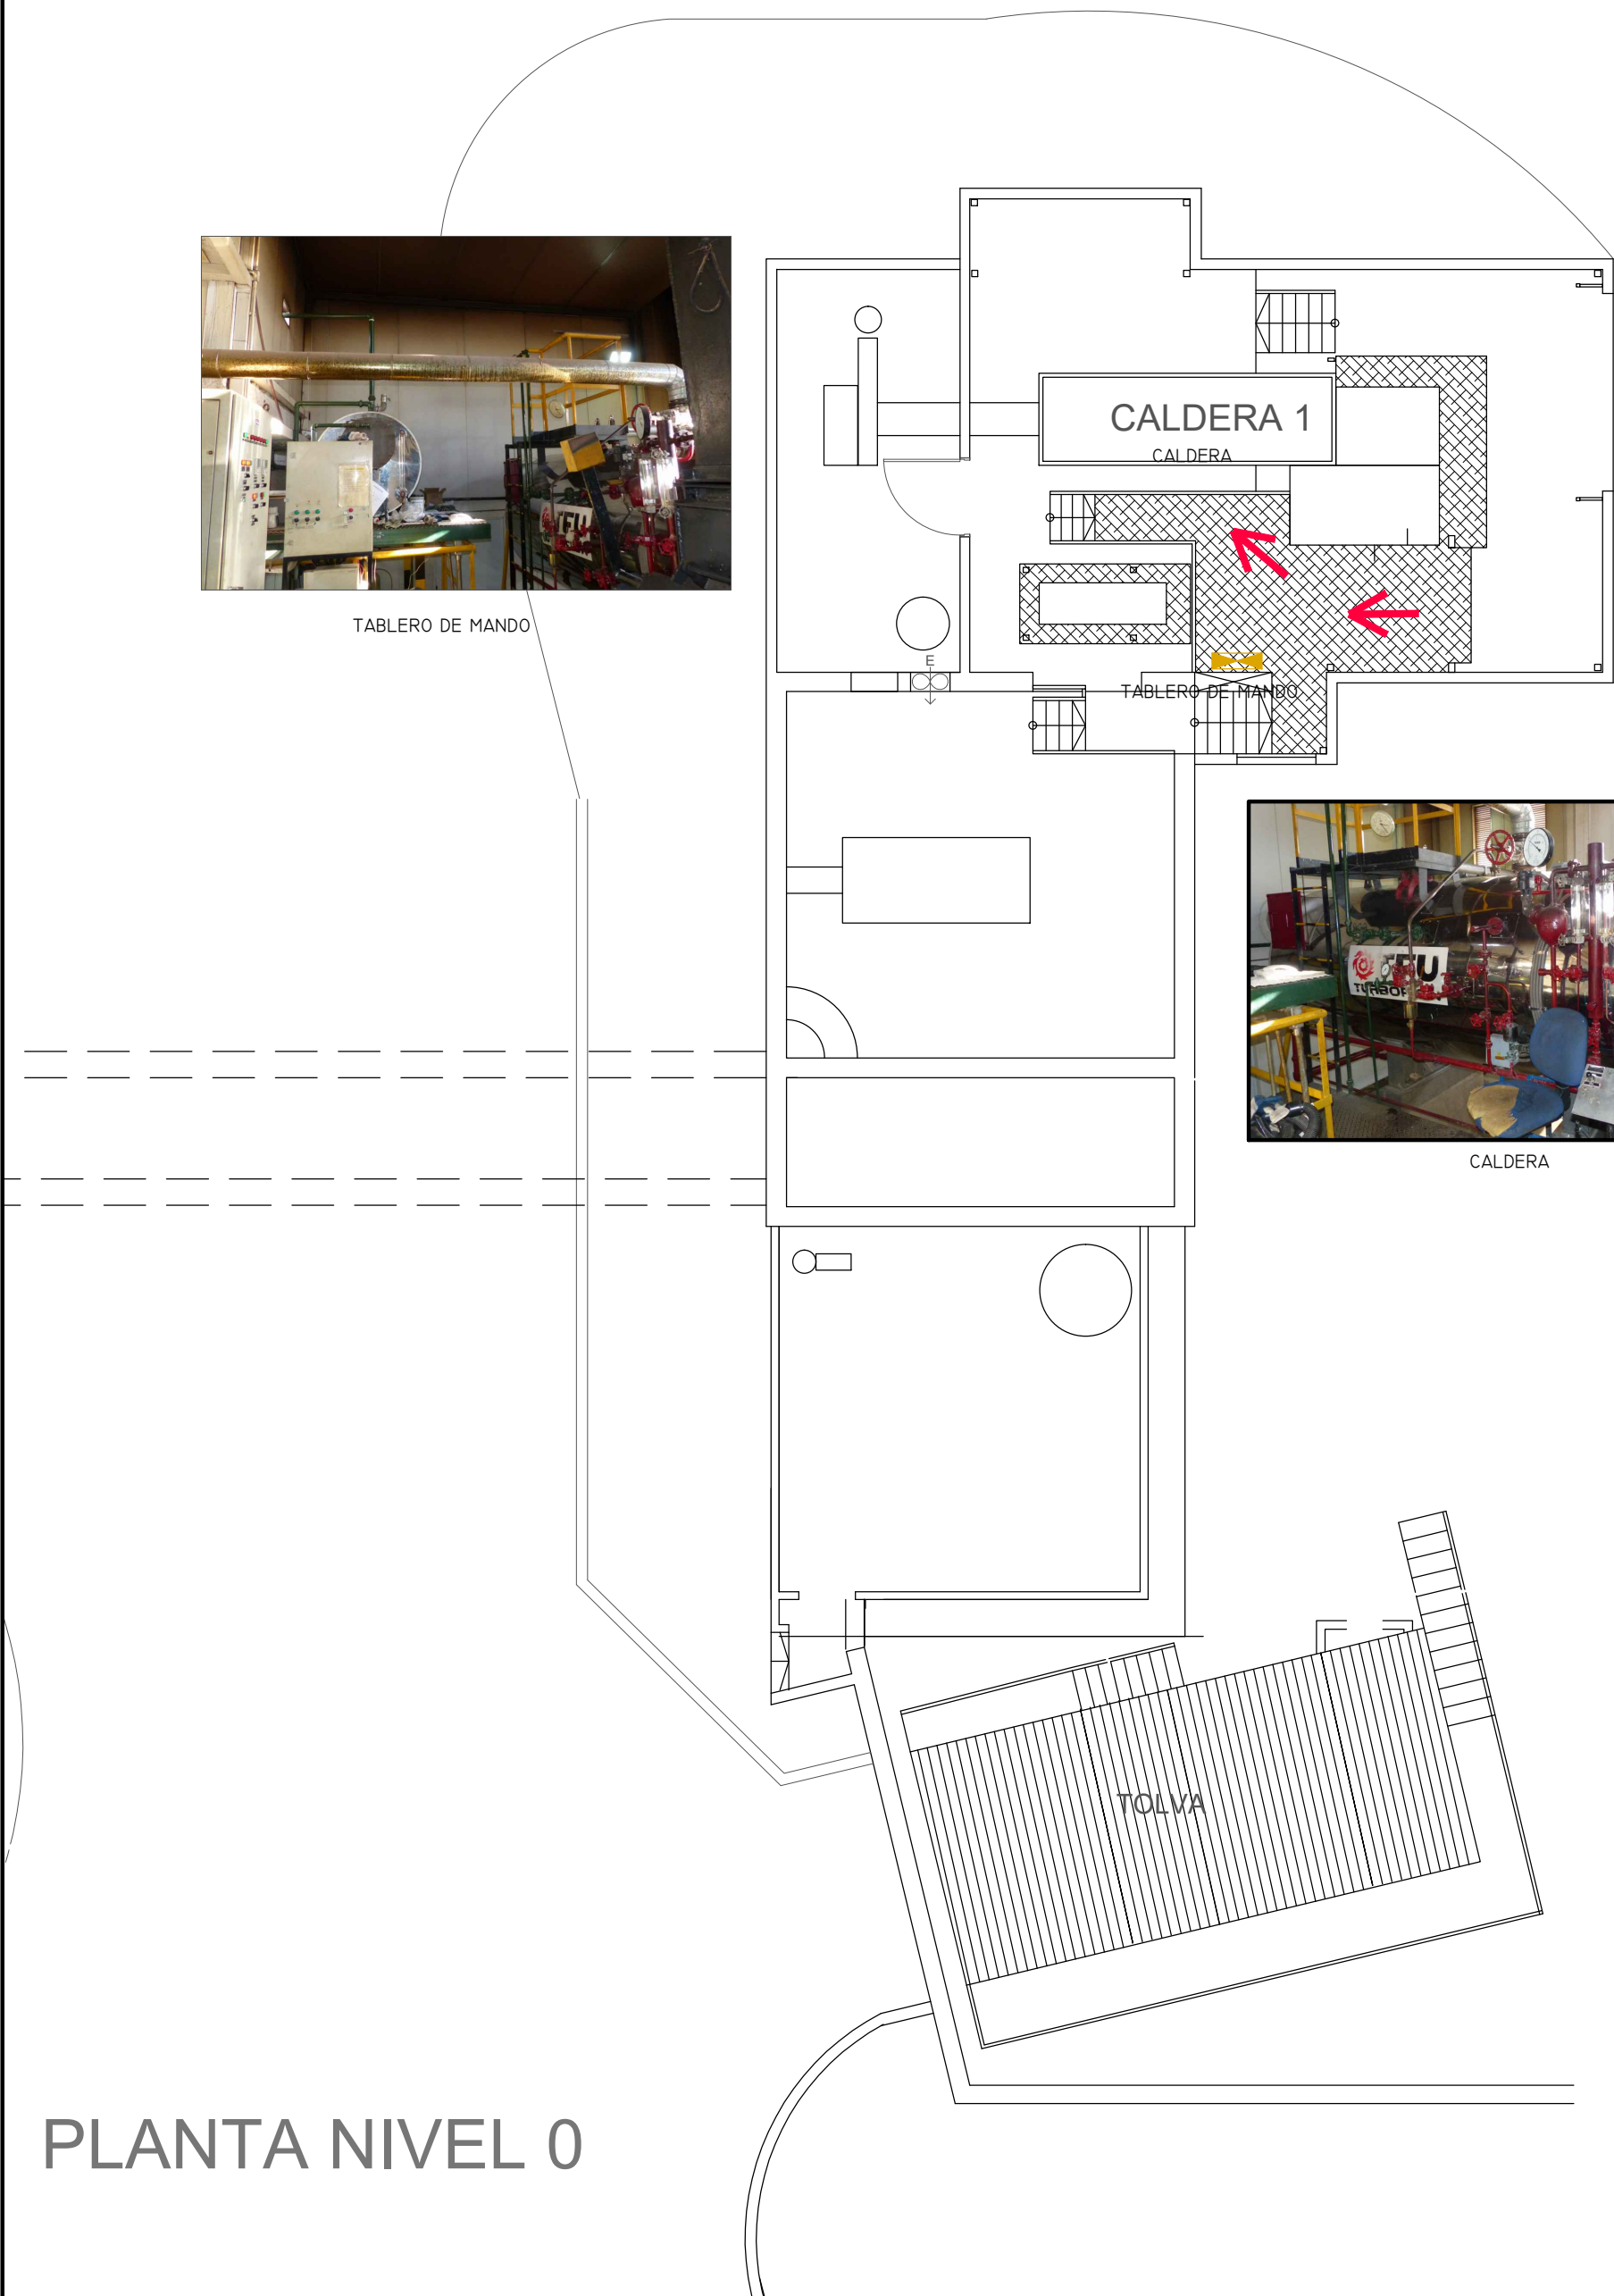 TABLERO DE MANDO
CALDERA 1
CALDERA
E
TABLERO DE MANDO
CALDERA
TOLVA
PLANTA NIVEL 0